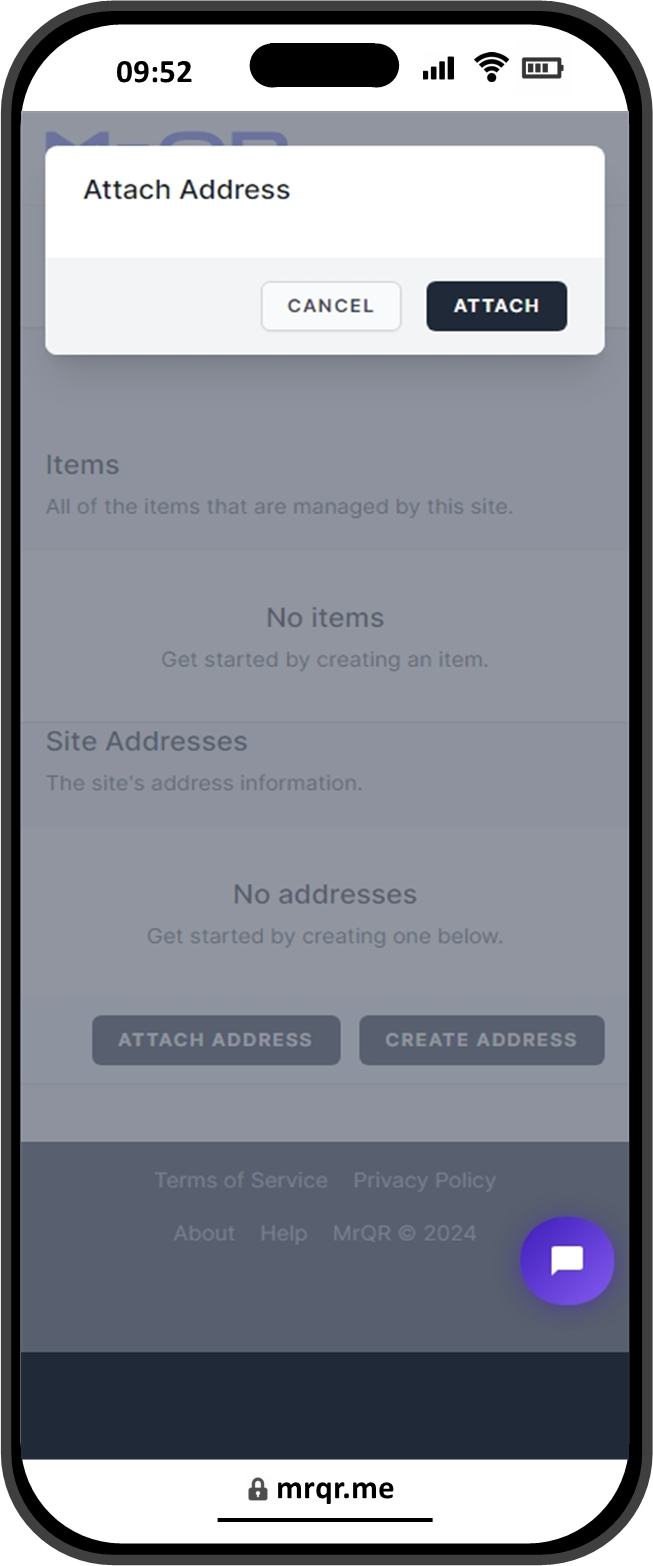 09:52
MrQR
Attach Address
CANCEL ATTACH
Items
All of the items that are managed by this site.
No items
Get started by creating an item.
Site Addresses
The site's address information.
No addresses
Get started by creating one below.
ATTACH ADDRESS CREATE ADDRESS
Terms of Service Privacy Policy
About Help MrQR © 2024
mrqr.me